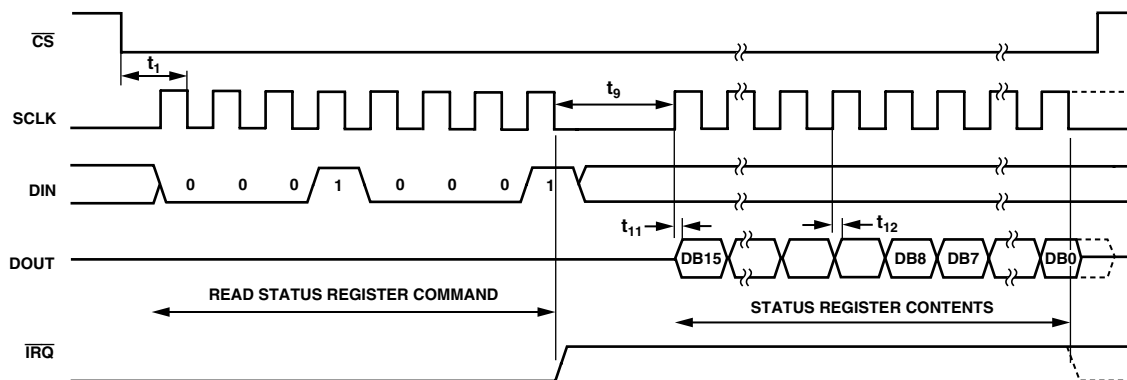 CS
t1
t9
SCLK
DIN
0 0 0 1 0 0 0 1
t11
t12
DOUT
DB15
DB8
DB7
DB0
READ STATUS REGISTER COMMAND
STATUS REGISTER CONTENTS
IRQ